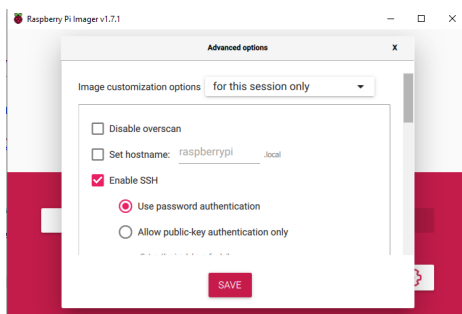 Raspberry Pi Imager v1.7.1
Advanced options X
Image customization options for this session only
Disable overscan
Set hostname: raspberrypi .local
Enable SSH
Use password authentication
Allow public-key authentication only
SAVE